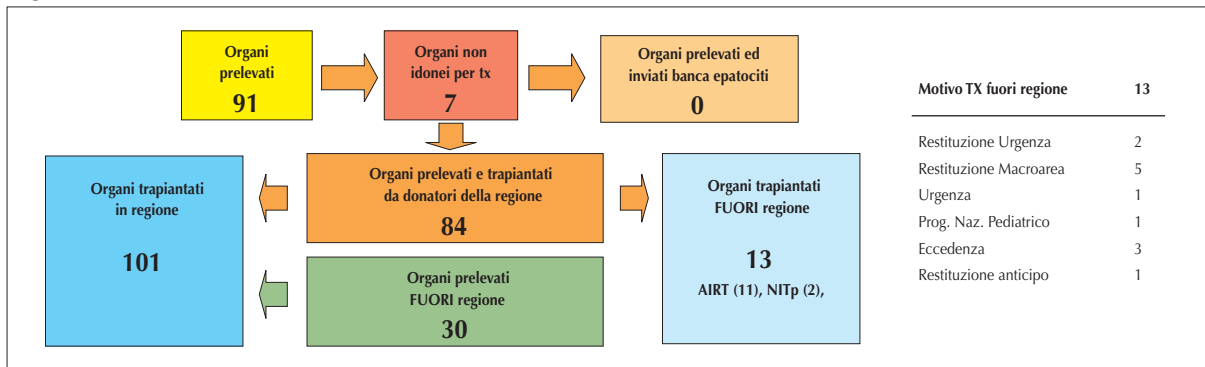 Organi
prelevati
91
Organi non
idonei per tx
7
Organi prelevati ed
inviati banca epatociti
0
Organi trapiantati
in regione
101
Organi prelevati e trapiantati
da donatori della regione
84
Organi prelevati
FUORI regione
30
Organi trapiantati
FUORI regione
13
AIRT (11), NITp (2),
Motivo TX fuori regione 13
Restituzione Urgenza 2
Restituzione Macroarea 5
Urgenza 1
Prog. Naz. Pediatrico 1
Eccedenza 3
Restituzione anticipo 1